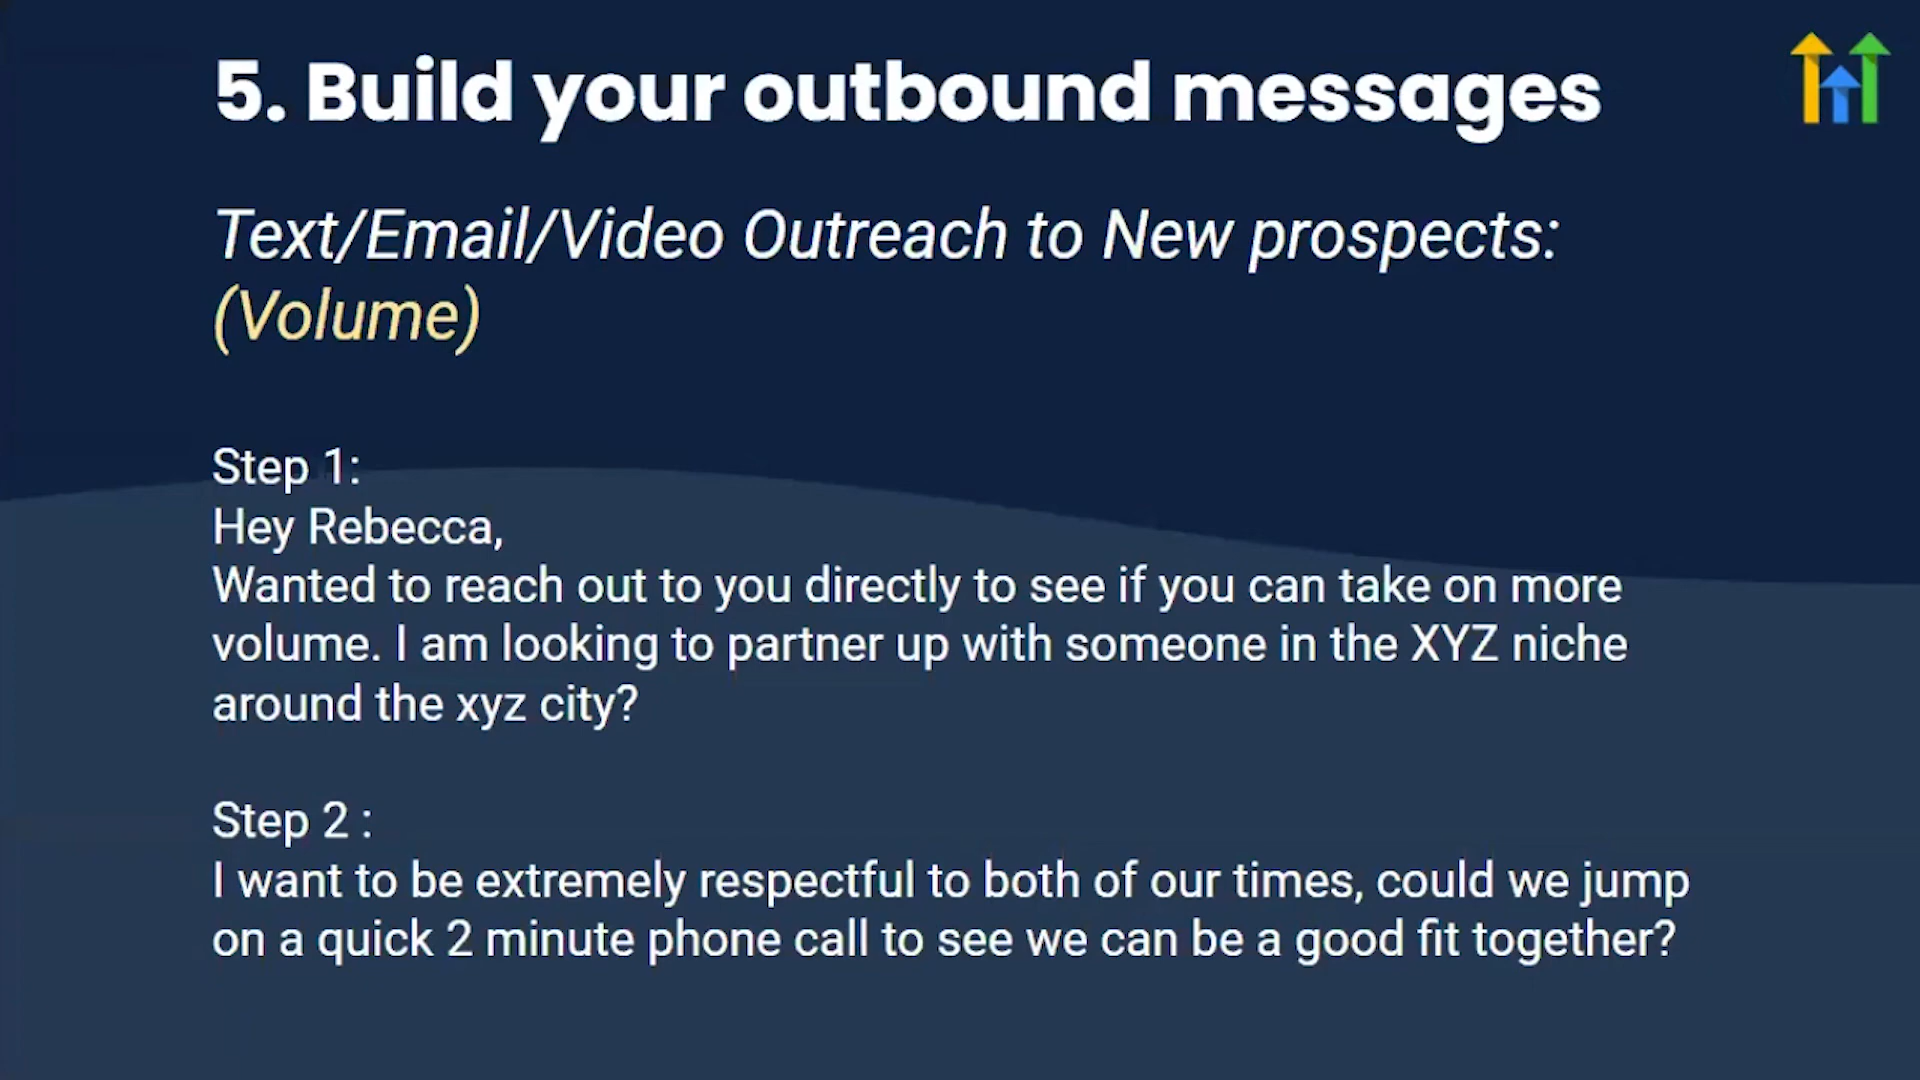 5. Build your outbound messages
Text/Email/Video Outreach to New prospects:
(Volume)
Step 1:
Hey Rebecca,
Wanted to reach out to you directly to see if you can take on more
volume. I am looking to partner up with someone in the XYZ niche
around the xyz city?
Step 2 :
I want to be extremely respectful to both of our times, could we jump
on a quick 2 minute phone call to see we can be a good fit together?